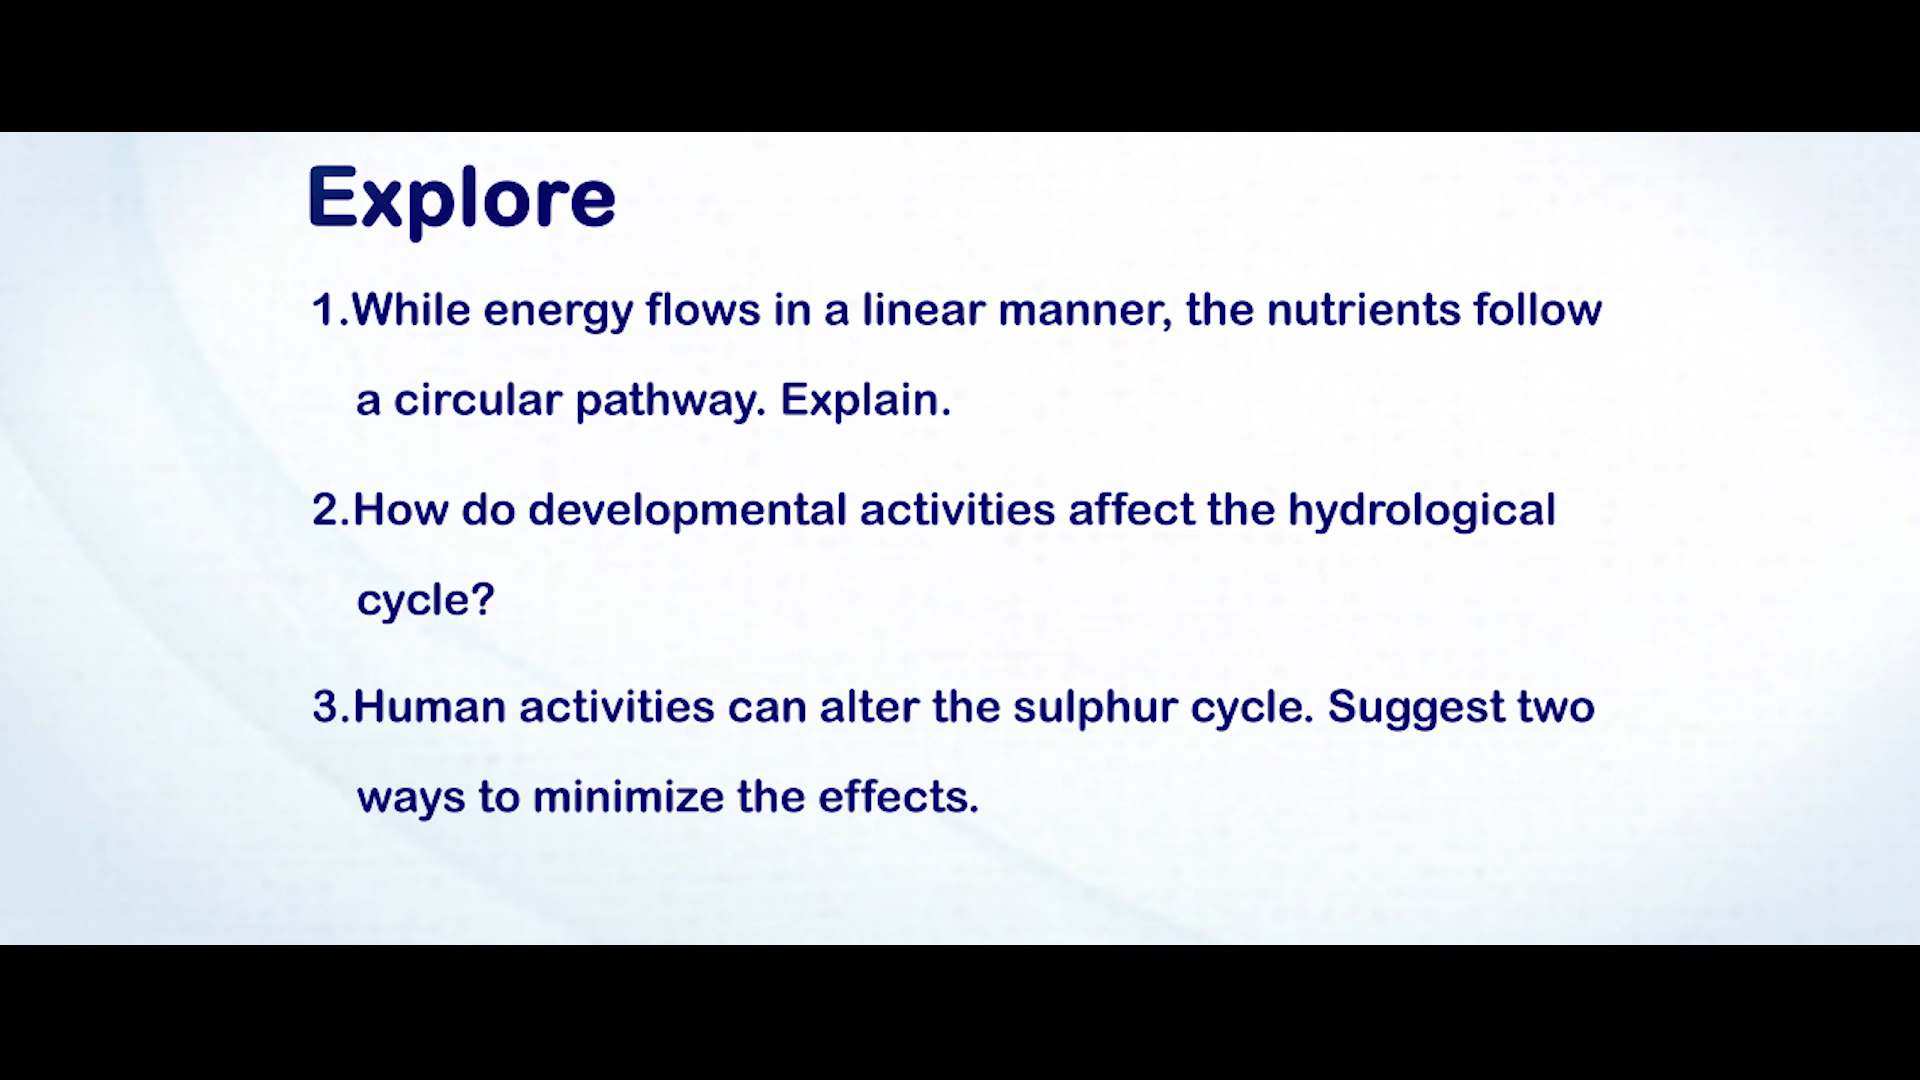 Explore
1.While energy flows in a linear manner, the nutrients follow
a circular pathway. Explain.
2.How do developmental activities affect the hydrological
cycle?
3.Human activities can alter the sulphur cycle. Suggest two
ways to minimize the effects.